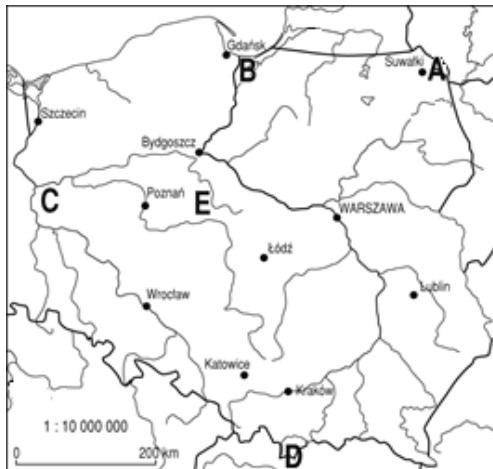 Gdańsk
B
Suwałki
A
Szczecin
Bydgoszcz
C
Poznań
E
WARSZAWA
Łódź
Lublin
Wrocław
Katowice
Kraków
1 : 10 000 000
D
0
200 km